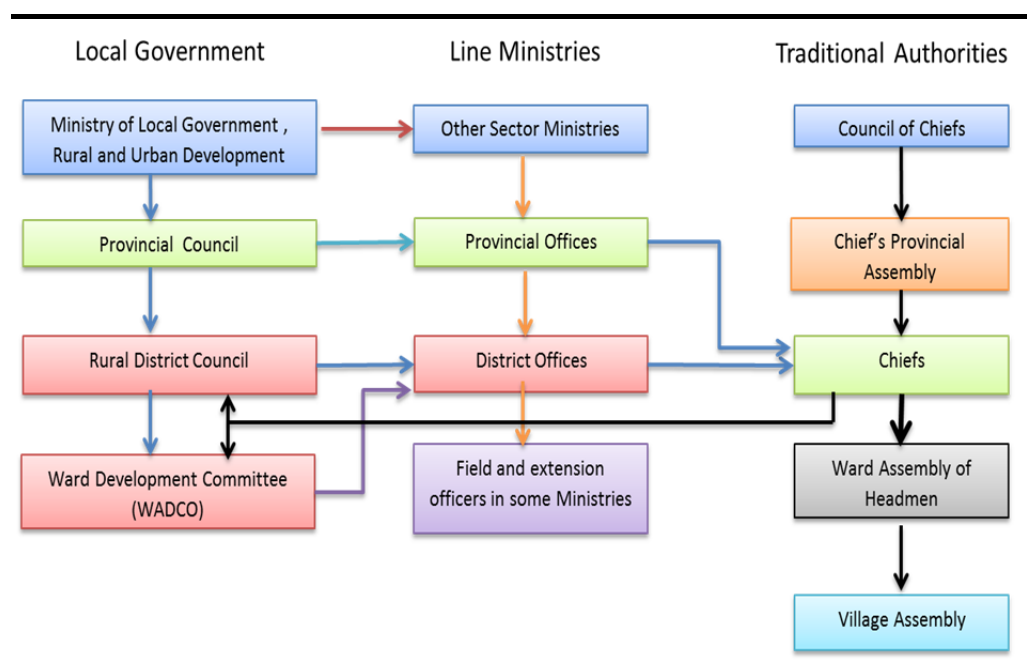 Local Government
Line Ministries
Traditional Authorities
Ministry of Local Government ,
Rural and Urban Development
Other Sector Ministries
Council of Chiefs
Provincial Council
Provincial Offices
Chief's Provincial
Assembly
Rural District Council
District Offices
Chiefs
Ward Development Committee
(WADCO)
Field and extension
officers in some Ministries
Ward Assembly of
Headmen
Village Assembly